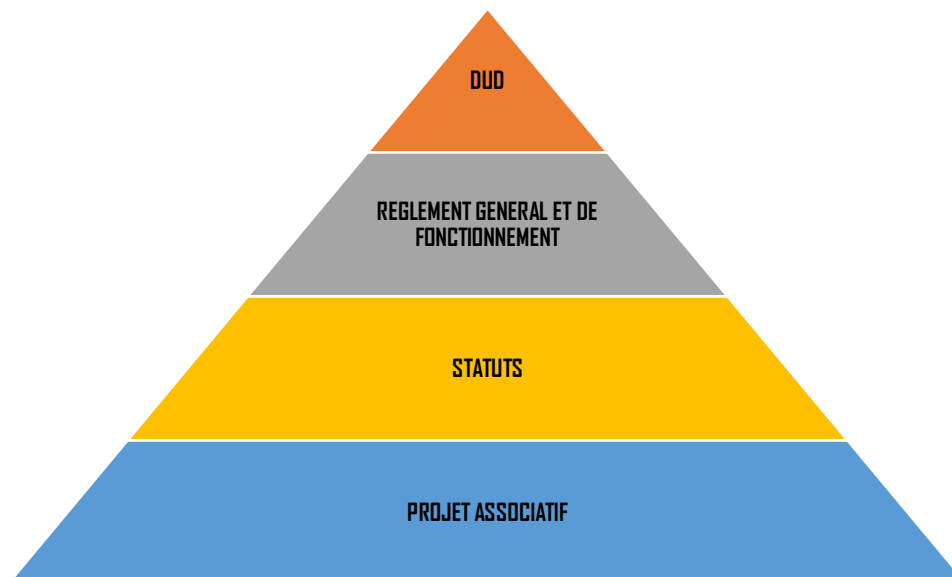 DUD
REGLEMENT GENERAL ET DE
FONCTIONNEMENT
STATUTS
PROJET ASSOCIATIF